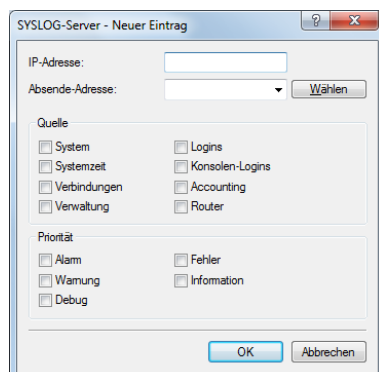 SYSLOG-Server - Neuer Eintrag
IP-Adresse:
Absende-Adresse:
Wählen
Quelle
System
Logins
Systemzeit
Konsolen-Logins
Verbindungen
Accounting
Verwaltung
Router
Priorität
Alarm
Fehler
Warnung
Information
Debug
OK
Abbrechen